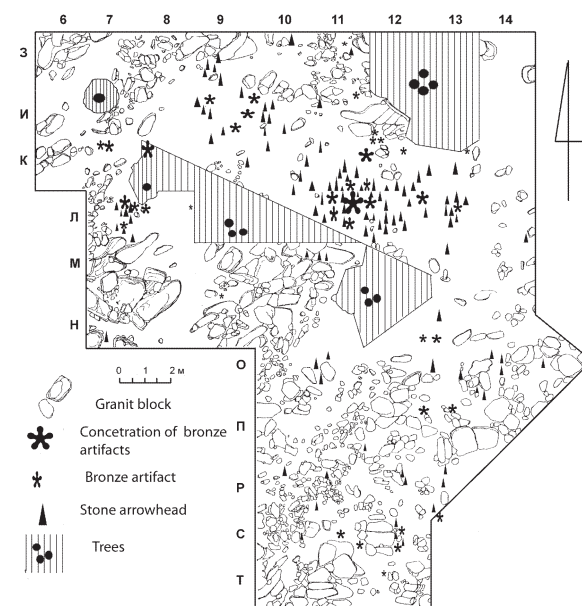 6 7 8 9 10 11 12 13 14
З
И
К
Л
М
Н
О
П
Р
С
Т
0 1 2 м
Granit block
Concetration of bronze
artifacts
Bronze artifact
Stone arrowhead
Trees